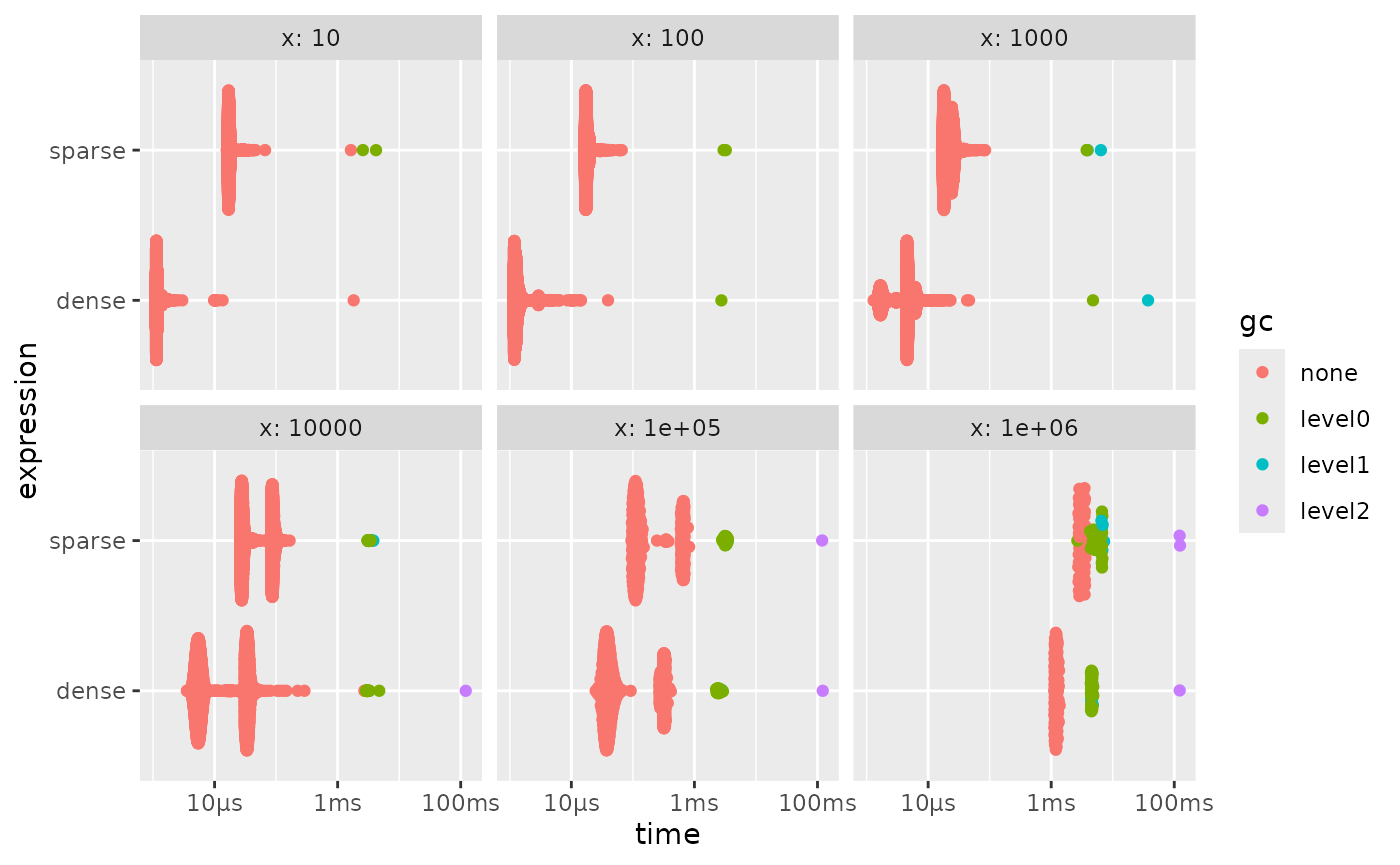 x: 10
x: 100
x: 1000
sparse
dense
x: 10000
x: 1e+05
x: 1e+06
sparse
dense
10µs
1ms
100ms
10µs
1ms
100ms
10µs
1ms
100ms
time
expression
gc
none
level0
level1
level2